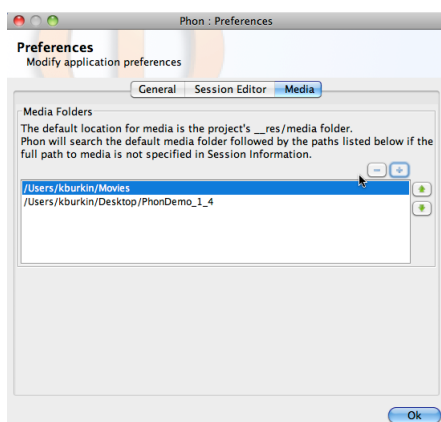 Phon : Preferences
Preferences
Modify application preferences
General Session Editor Media
Media Folders
The default location for media is the project's __res/media folder.
Phon will search the default media folder followed by the paths listed below if the
full path to media is not specified in Session Information.
/Users/kburkin/Movies
/Users/kburkin/Desktop/PhonDemo_1_4
Ok